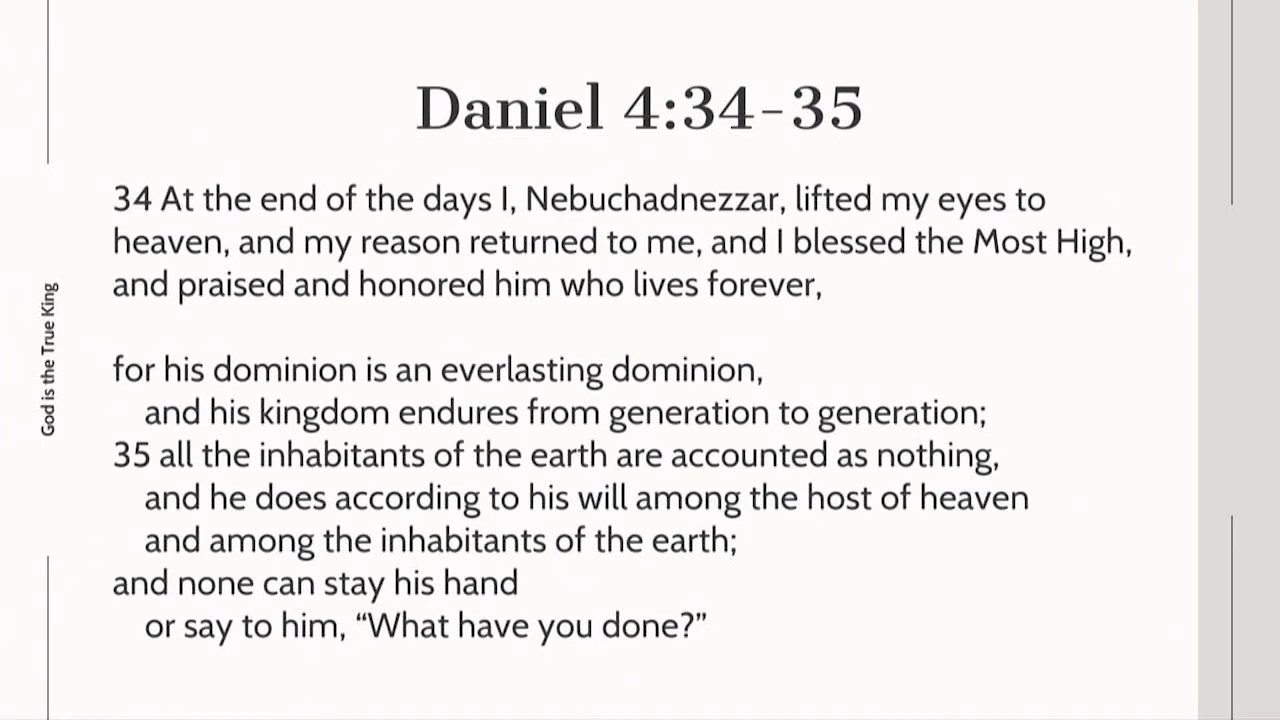 Daniel 4:34-35
34 At the end of the days I, Nebuchadnezzar, lifted my eyes to
heaven, and my reason returned to me, and I blessed the Most High,
and praised and honored him who lives forever,
for his dominion is an everlasting dominion,
and his kingdom endures from generation to generation;
35 all the inhabitants of the earth are accounted as nothing,
and he does according to his will among the host of heaven
and among the inhabitants of the earth;
and none can stay his hand
or say to him, “What have you done?”
God is the True King